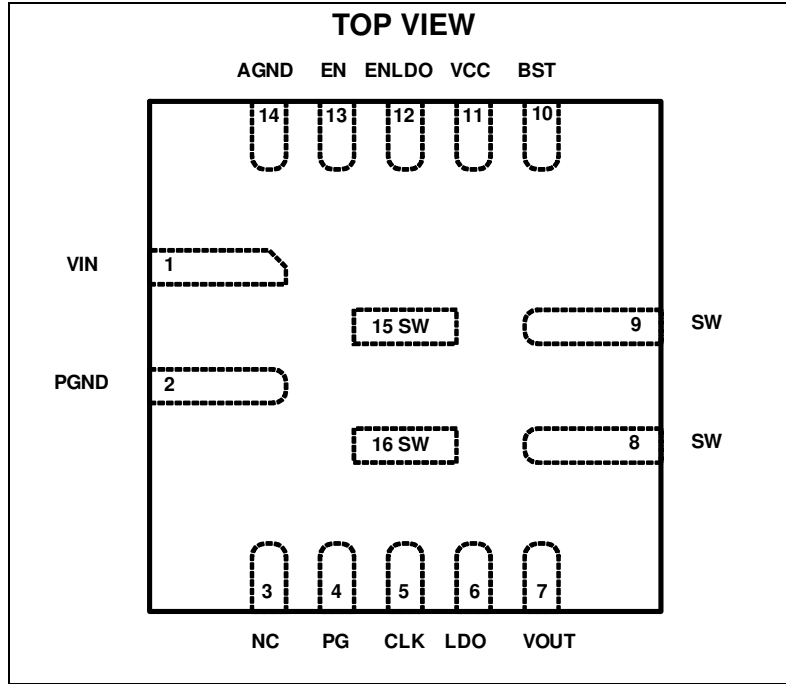 TOP VIEW
AGND EN ENLDO VCC BST
14 13 12 11 10
VIN 1
15 SW 9 SW
PGND 2
16 SW 8 SW
3 4 5 6 7
NC PG CLK LDO VOUT